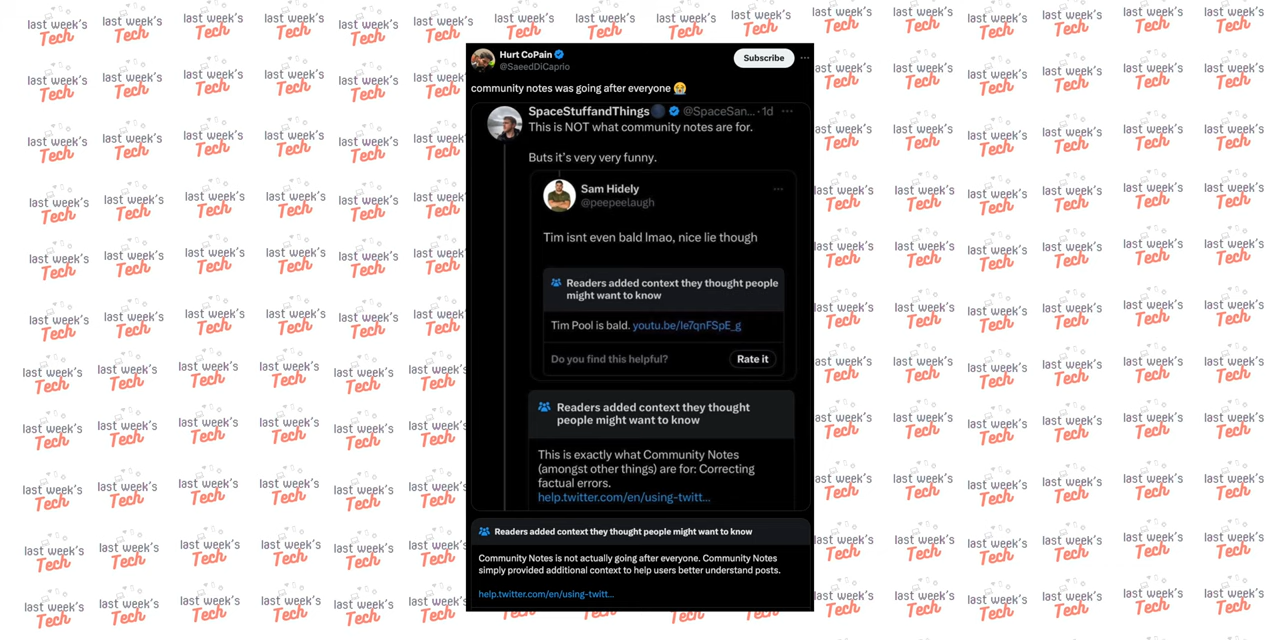 Hurt CoPain
@SaeedDiCaprio
Subscribe
community notes was going after everyone 😭
SpaceStuffandThings🌑 @SpaceSan... · 1d
This is NOT what community notes are for.
Buts it's very very funny.
Sam Hidely
@peepeelaugh
Tim isnt even bald lmao, nice lie though
Readers added context they thought people
might want to know
Tim Pool is bald. youtu.be/Ie7qnFSpE_g
Do you find this helpful?
Rate it
Readers added context they thought
people might want to know
This is exactly what Community Notes
(amongst other things) are for: Correcting
factual errors.
help.twitter.com/en/using-twitt...
Readers added context they thought people might want to know
Community Notes is not actually going after everyone. Community Notes
simply provided additional context to help users better understand posts.
help.twitter.com/en/using-twitt...
last week's
Tech